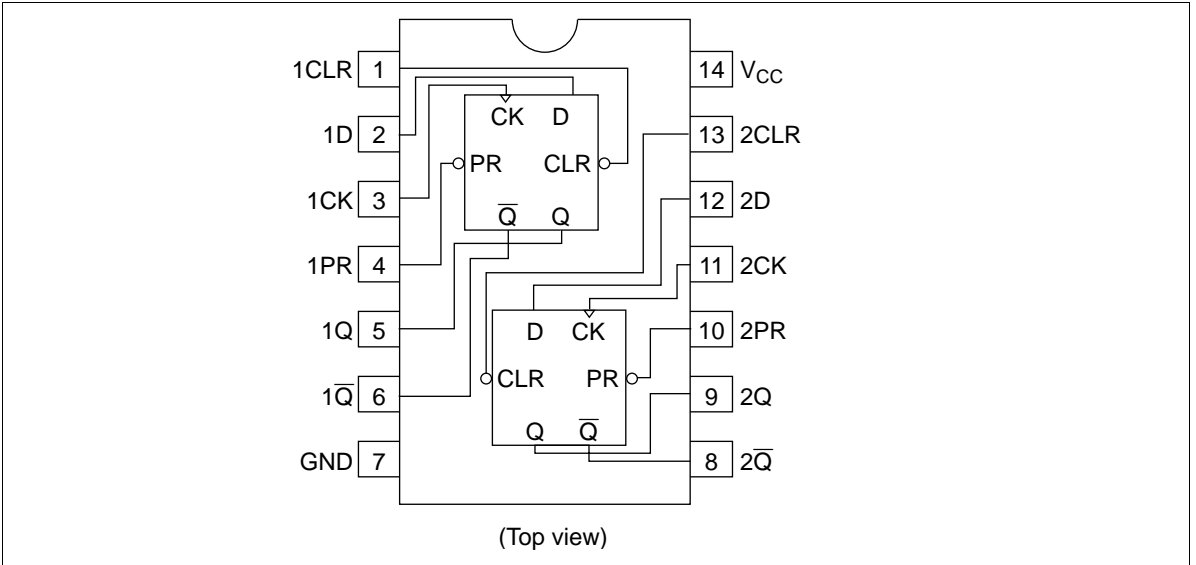 1CLR 1
14 V_CC
CK D
1D 2
13 2CLR
PR CLR
1CK 3
12 2D
Q̅ Q
1PR 4
11 2CK
1Q 5
D CK
10 2PR
CLR PR
1Q̅ 6
9 2Q
Q Q̅
GND 7
8 2Q̅
(Top view)